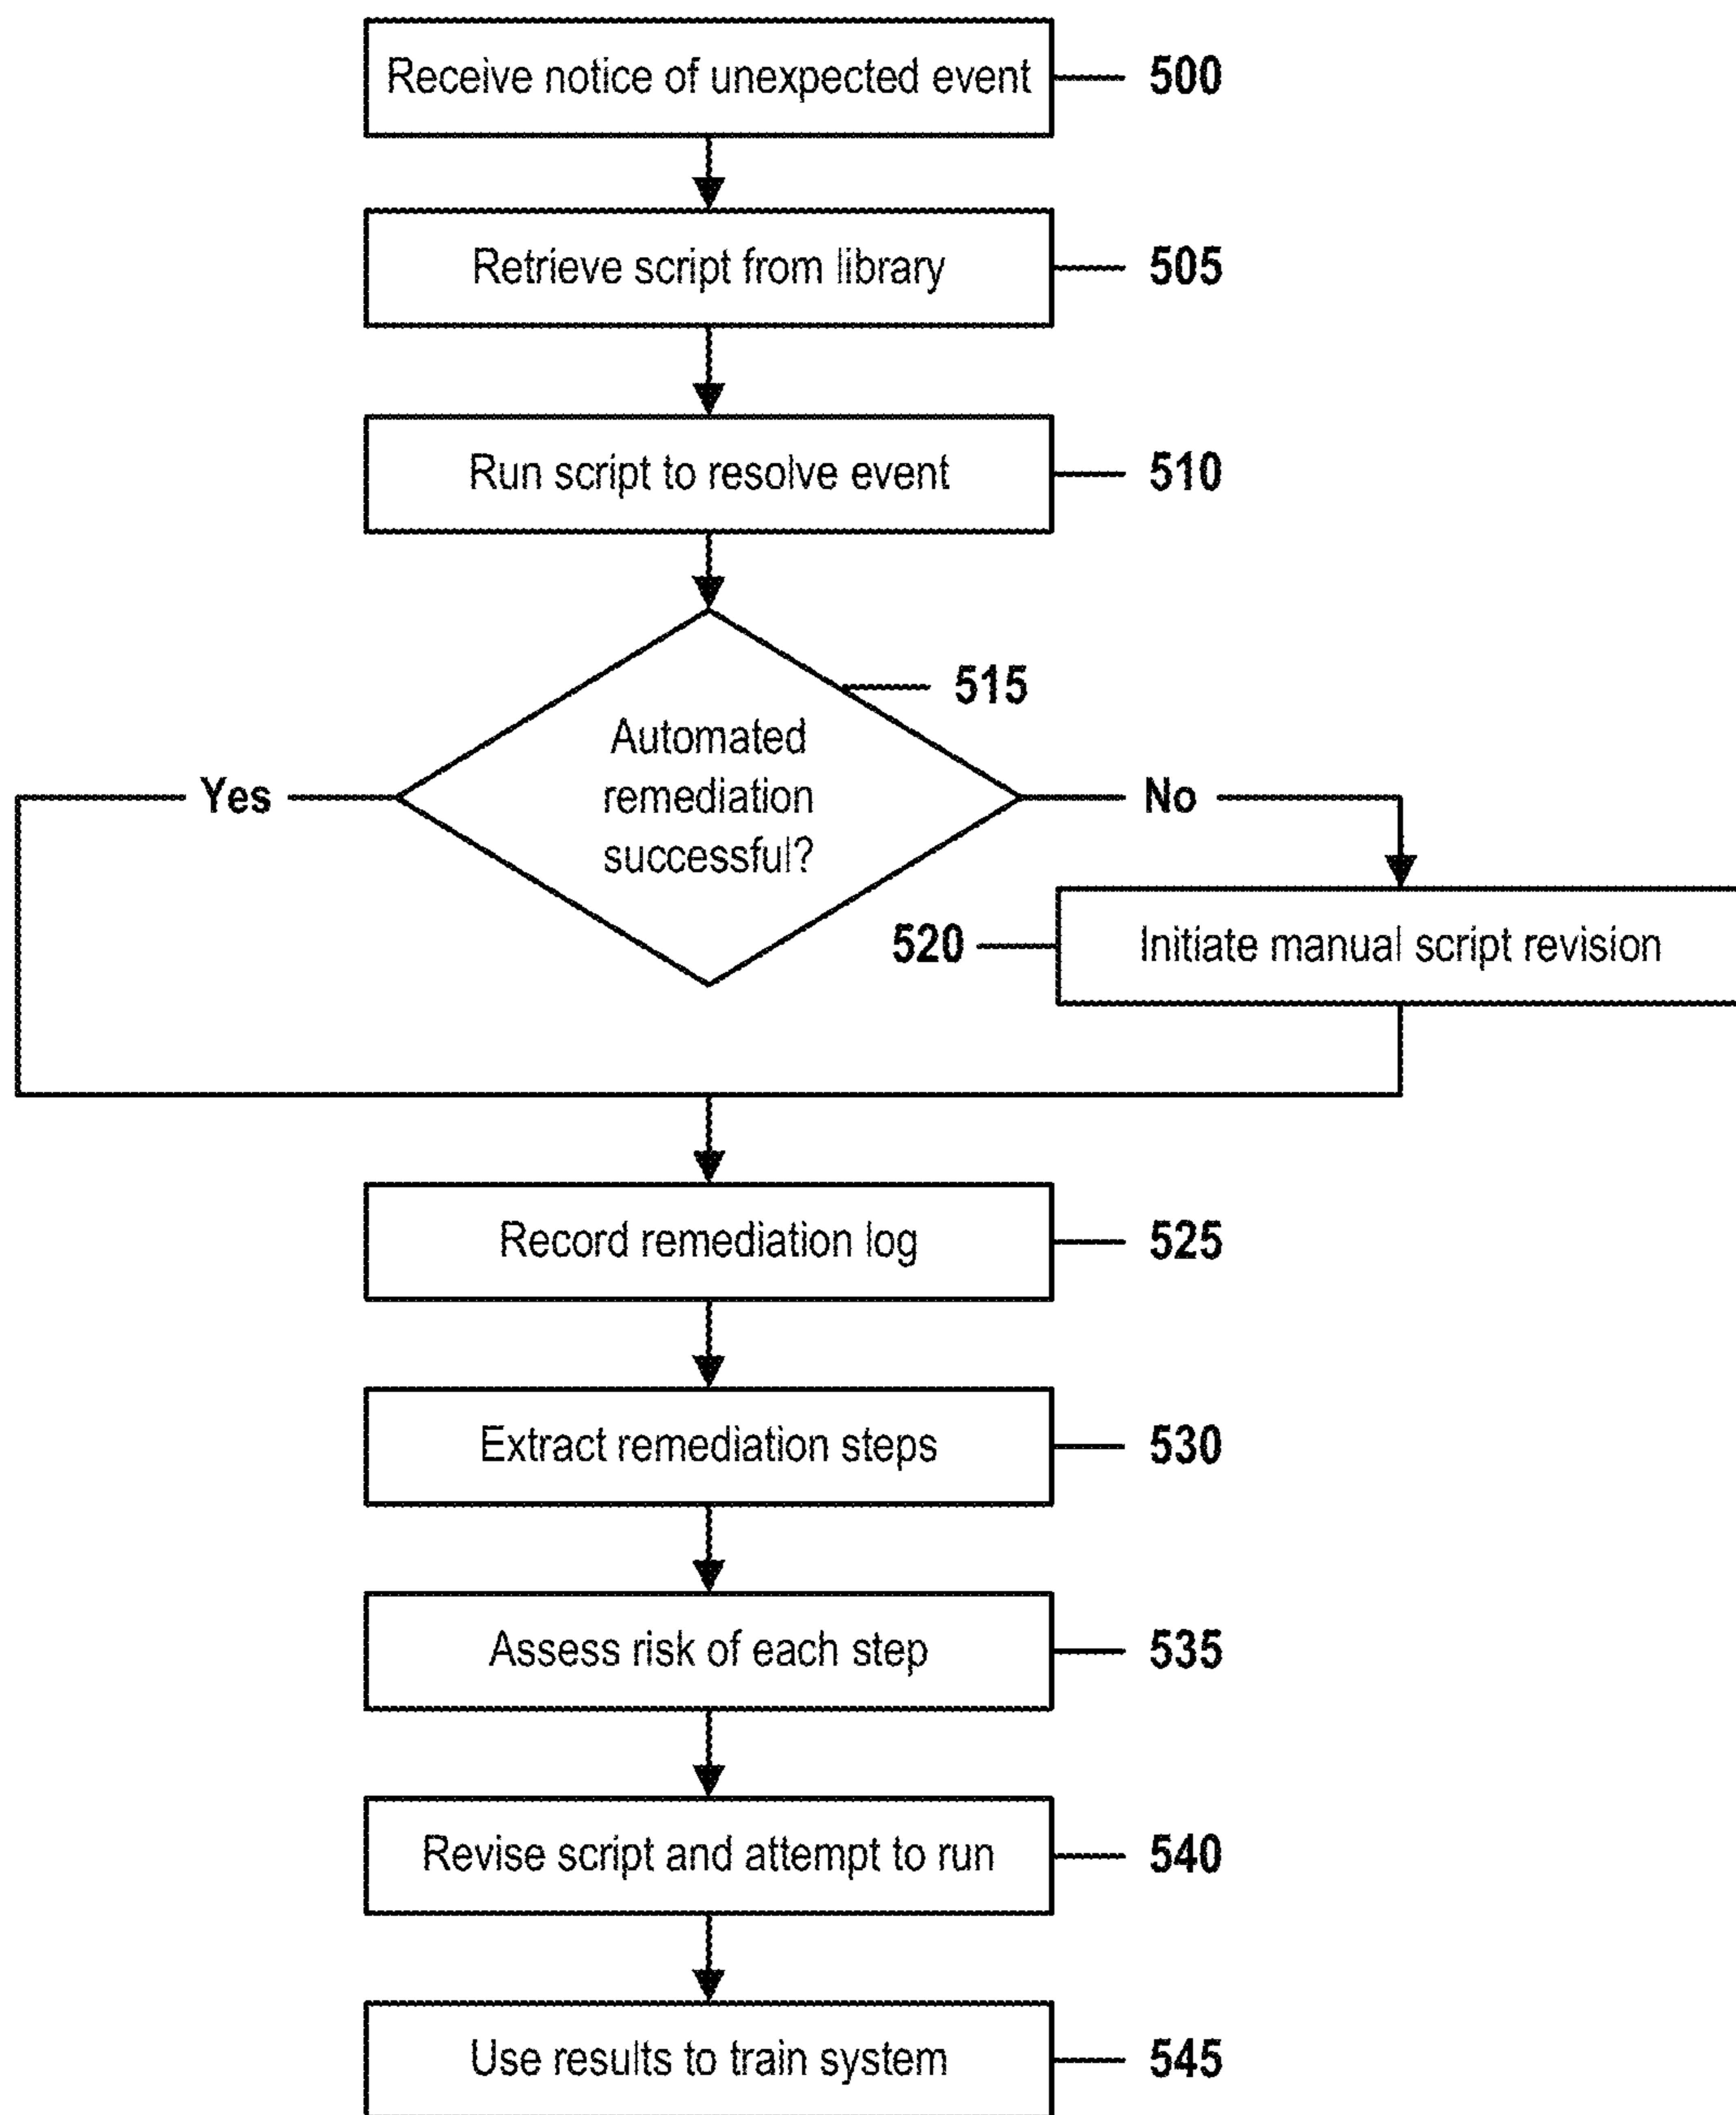 Receive notice of unexpected event
500
Retrieve script from library
505
Run script to resolve event
510
515
Automated
remediation
successful?
Yes
No
520
Initiate manual script revision
Record remediation log
525
Extract remediation steps
530
Assess risk of each step
535
Revise script and attempt to run
540
Use results to train system
545